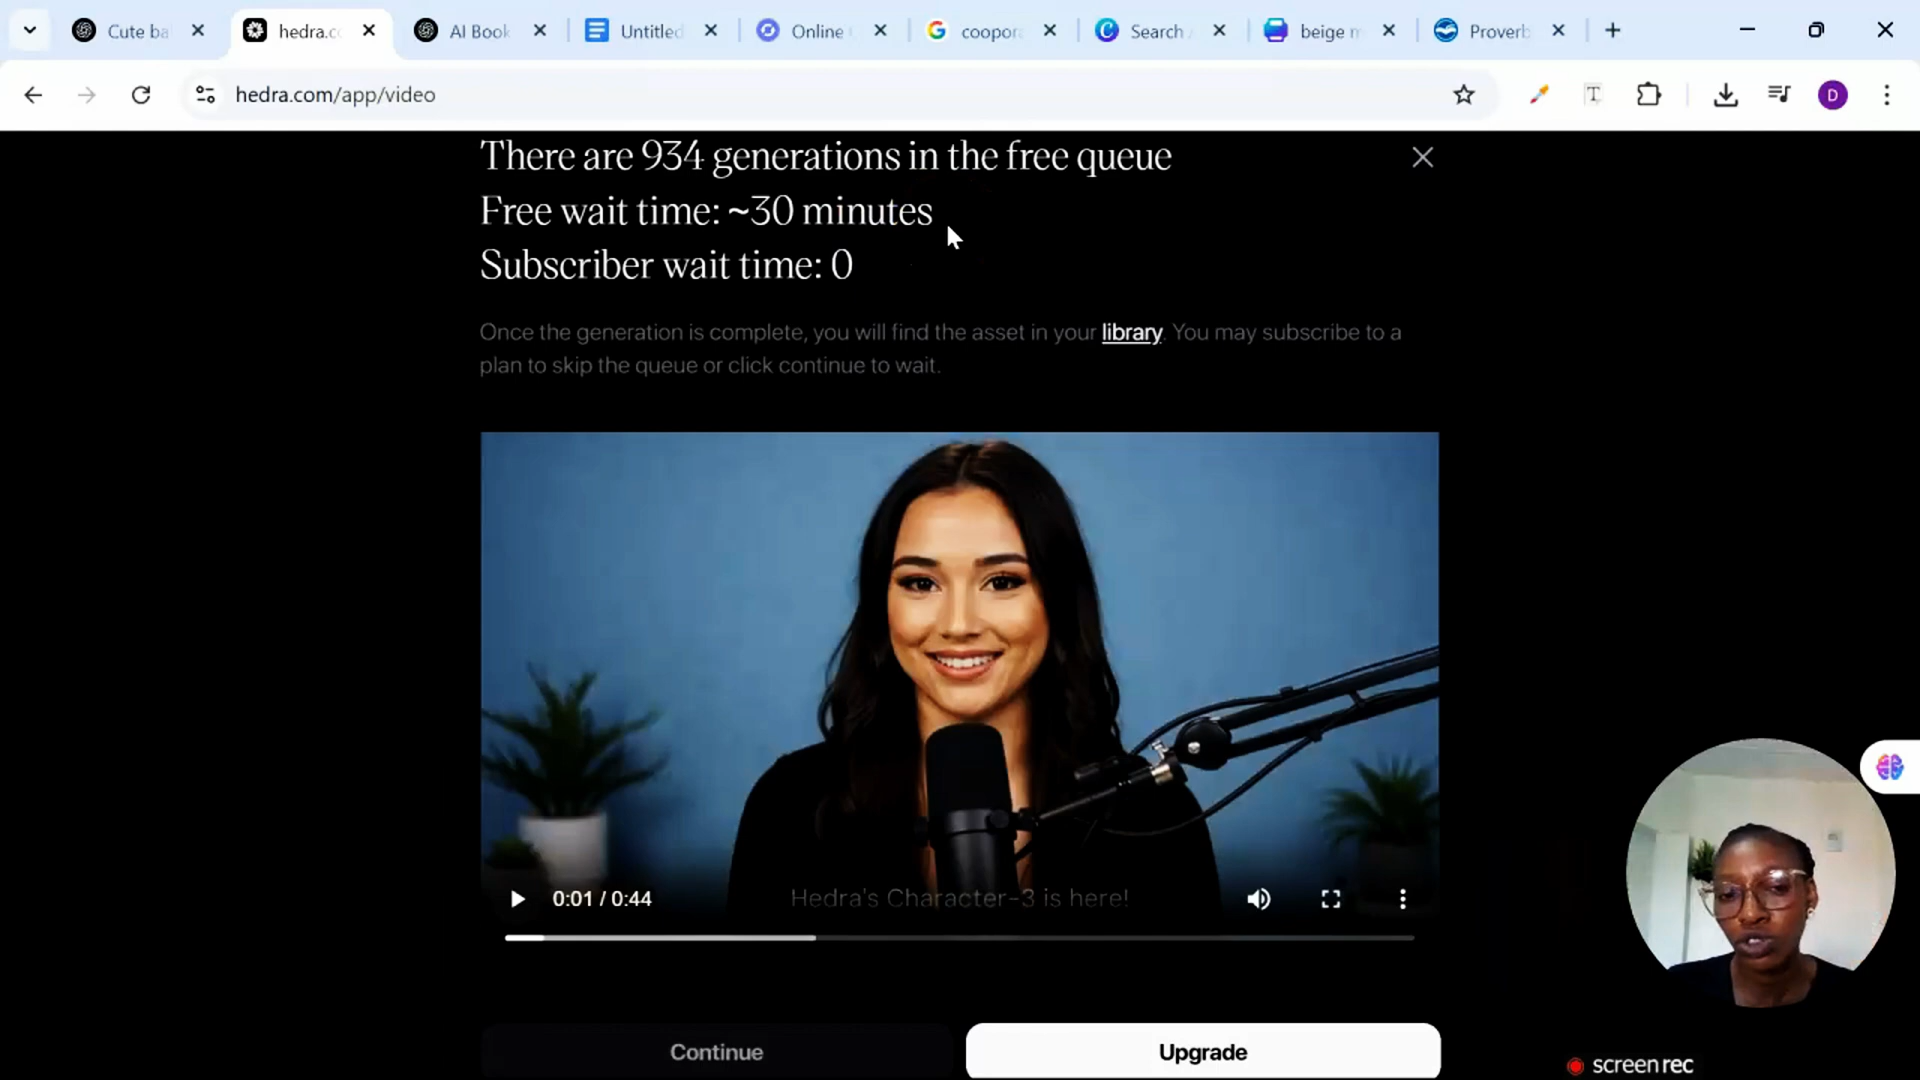 Cute ba
hedra.c
AI Book
Untitled
Online
coopor
Search
beige m
Proverb
hedra.com/app/video
T
D
There are 934 generations in the free queue
Free wait time: ~30 minutes
Subscriber wait time: 0
Once the generation is complete, you will find the asset in your library. You may subscribe to a
plan to skip the queue or click continue to wait.
0:01 / 0:44
Hedra's Character-3 is here!
Continue
Upgrade
screenrec